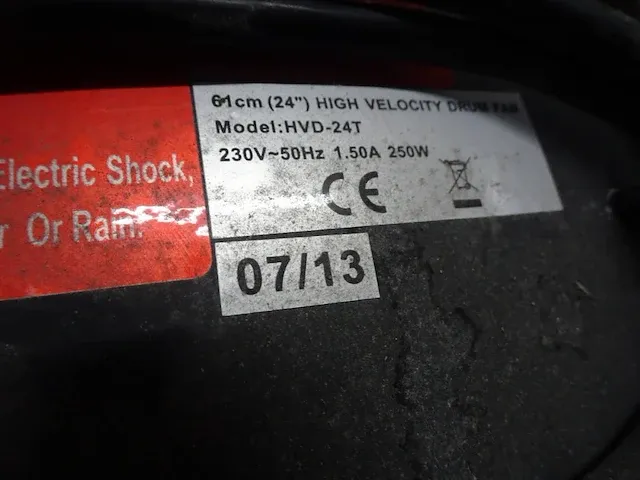 Electric Shock,
r Or Rain.
61cm (24") HIGH VELOCITY DRUM FAN
Model:HVD-24T
230V~50Hz 1.50A 250W
CE
07/13